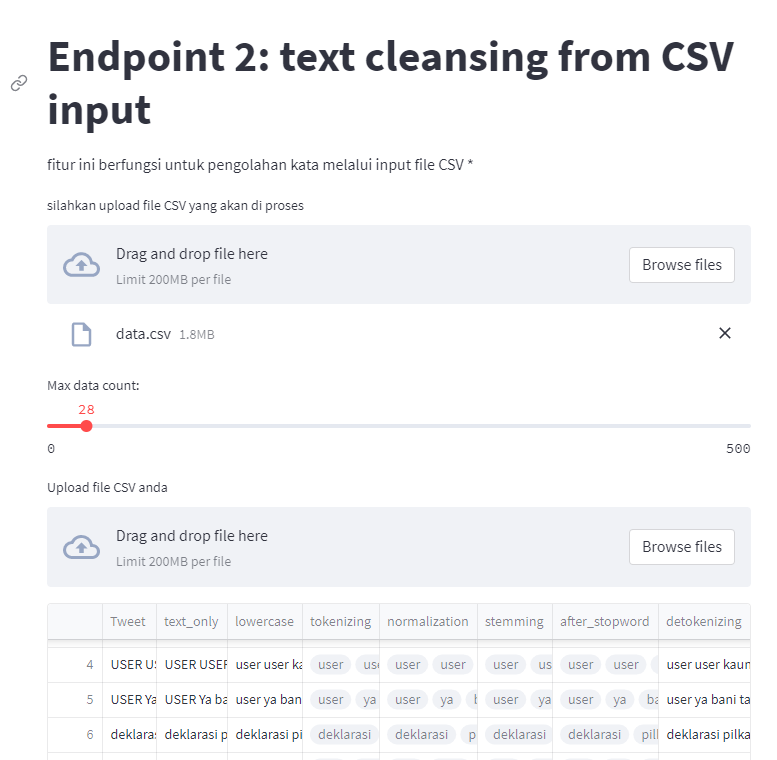 Endpoint 2: text cleansing from CSV
input
fitur ini berfungsi untuk pengolahan kata melalui input file CSV *
silahkan upload file CSV yang akan di proses
Drag and drop file here
Limit 200MB per file
Browse files
data.csv 1.8MB
Max data count:
28
0 500
Upload file CSV anda
Drag and drop file here
Limit 200MB per file
Browse files
Tweet text_only lowercase tokenizing normalization stemming after_stopword detokenizing
4 USER US USER USER user user ka user use user user user us user user user user kaun
5 USER Ya USER Ya ba user ya ban user ya user ya user ya user ya ba user ya bani ta
6 deklaras deklarasi p deklarasi pi deklarasi deklarasi p deklarasi deklarasi pil deklarasi pilka